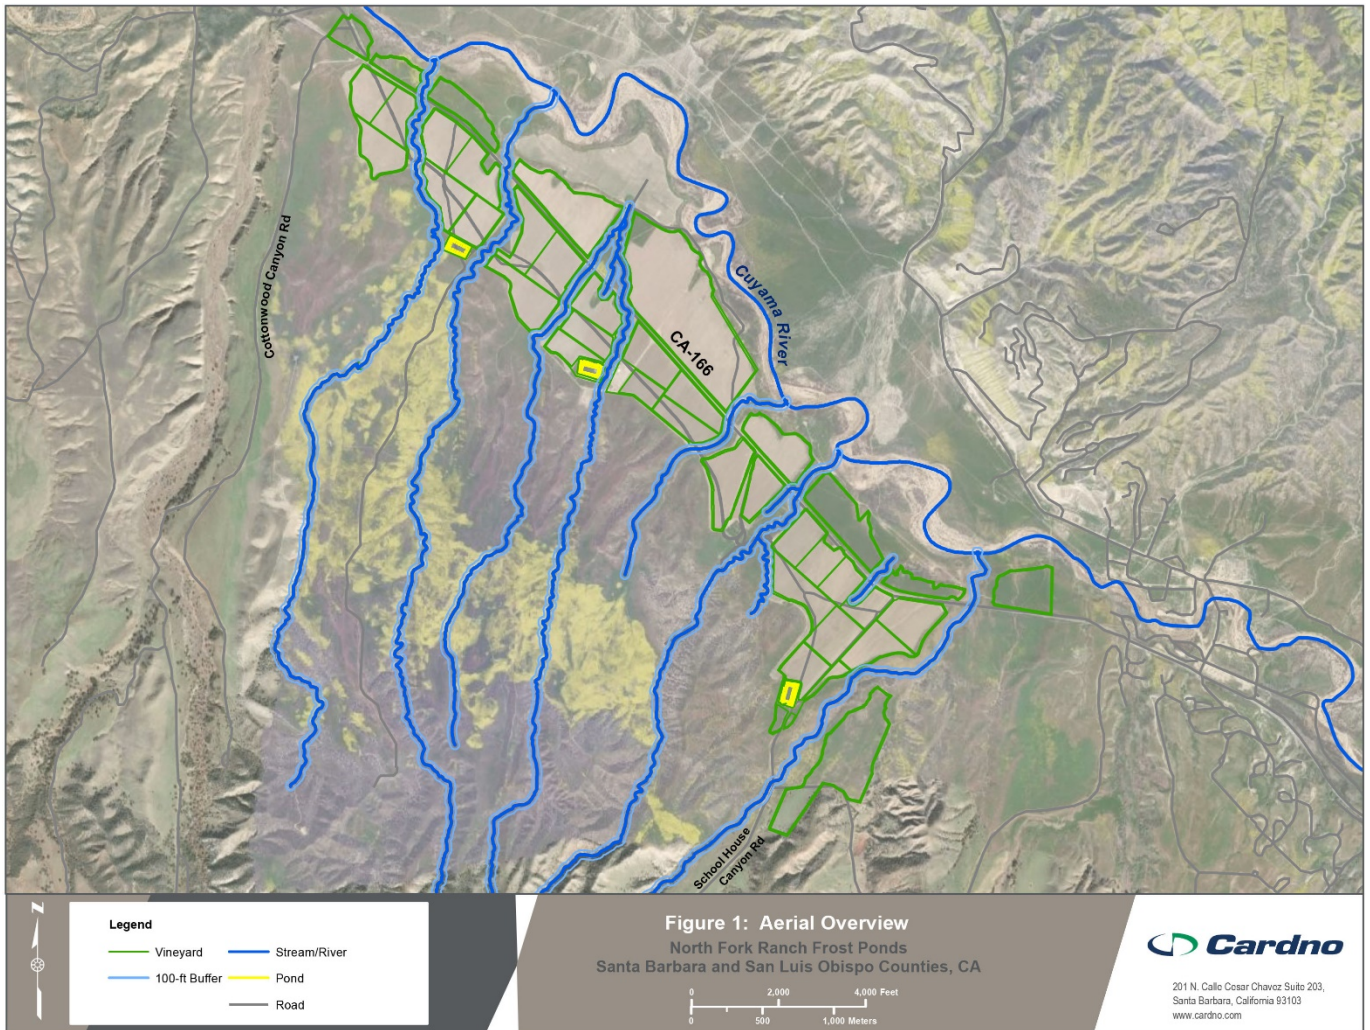 Cottonwood Canyon Rd
Cuyama River
CA-166
School House
Canyon Rd
N
Legend
Vineyard
Stream/River
100-ft Buffer
Pond
Road
Figure 1: Aerial Overview
North Fork Ranch Frost Ponds
Santa Barbara and San Luis Obispo Counties, CA
0 2,000 4,000 Feet
0 500 1,000 Meters
Cardno
201 N. Calle Cesar Chavez Suite 203,
Santa Barbara, California 93103
www.cardno.com